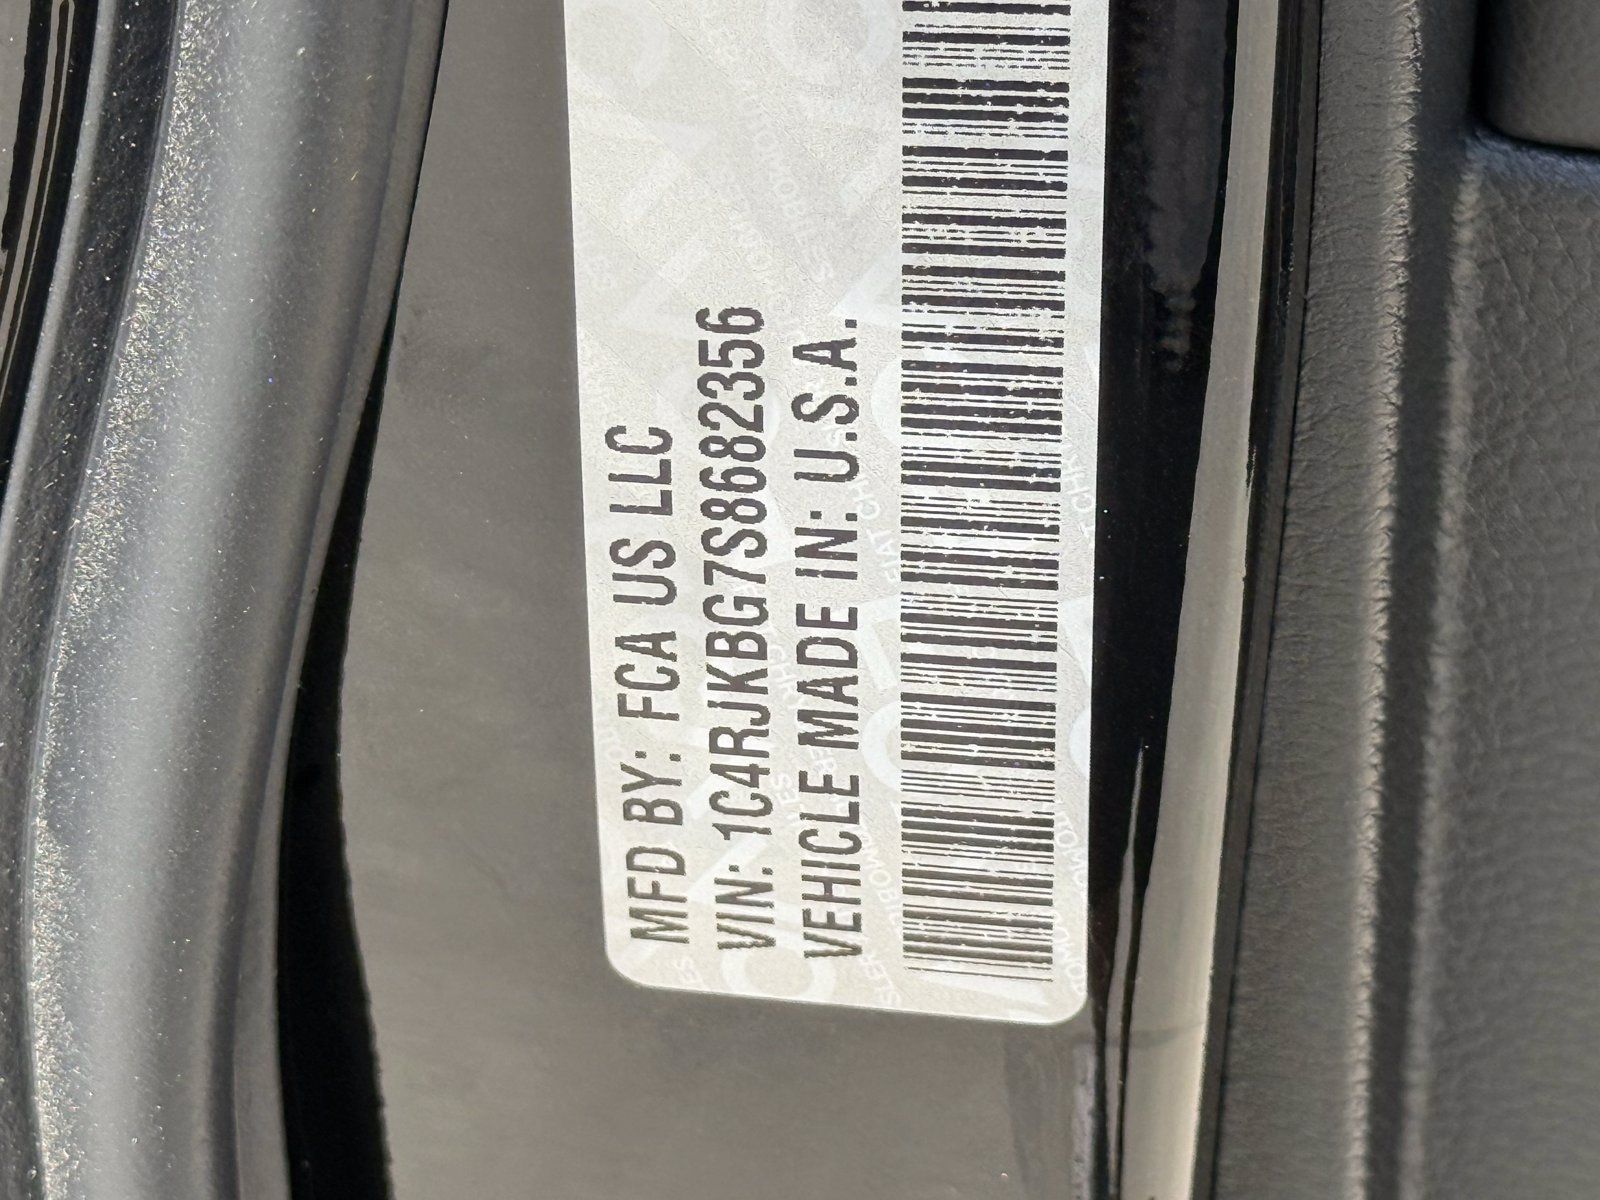 MFD BY: FCA US LLC
VIN: 1C4RJKBG7S8682356
VEHICLE MADE IN: U.S.A.